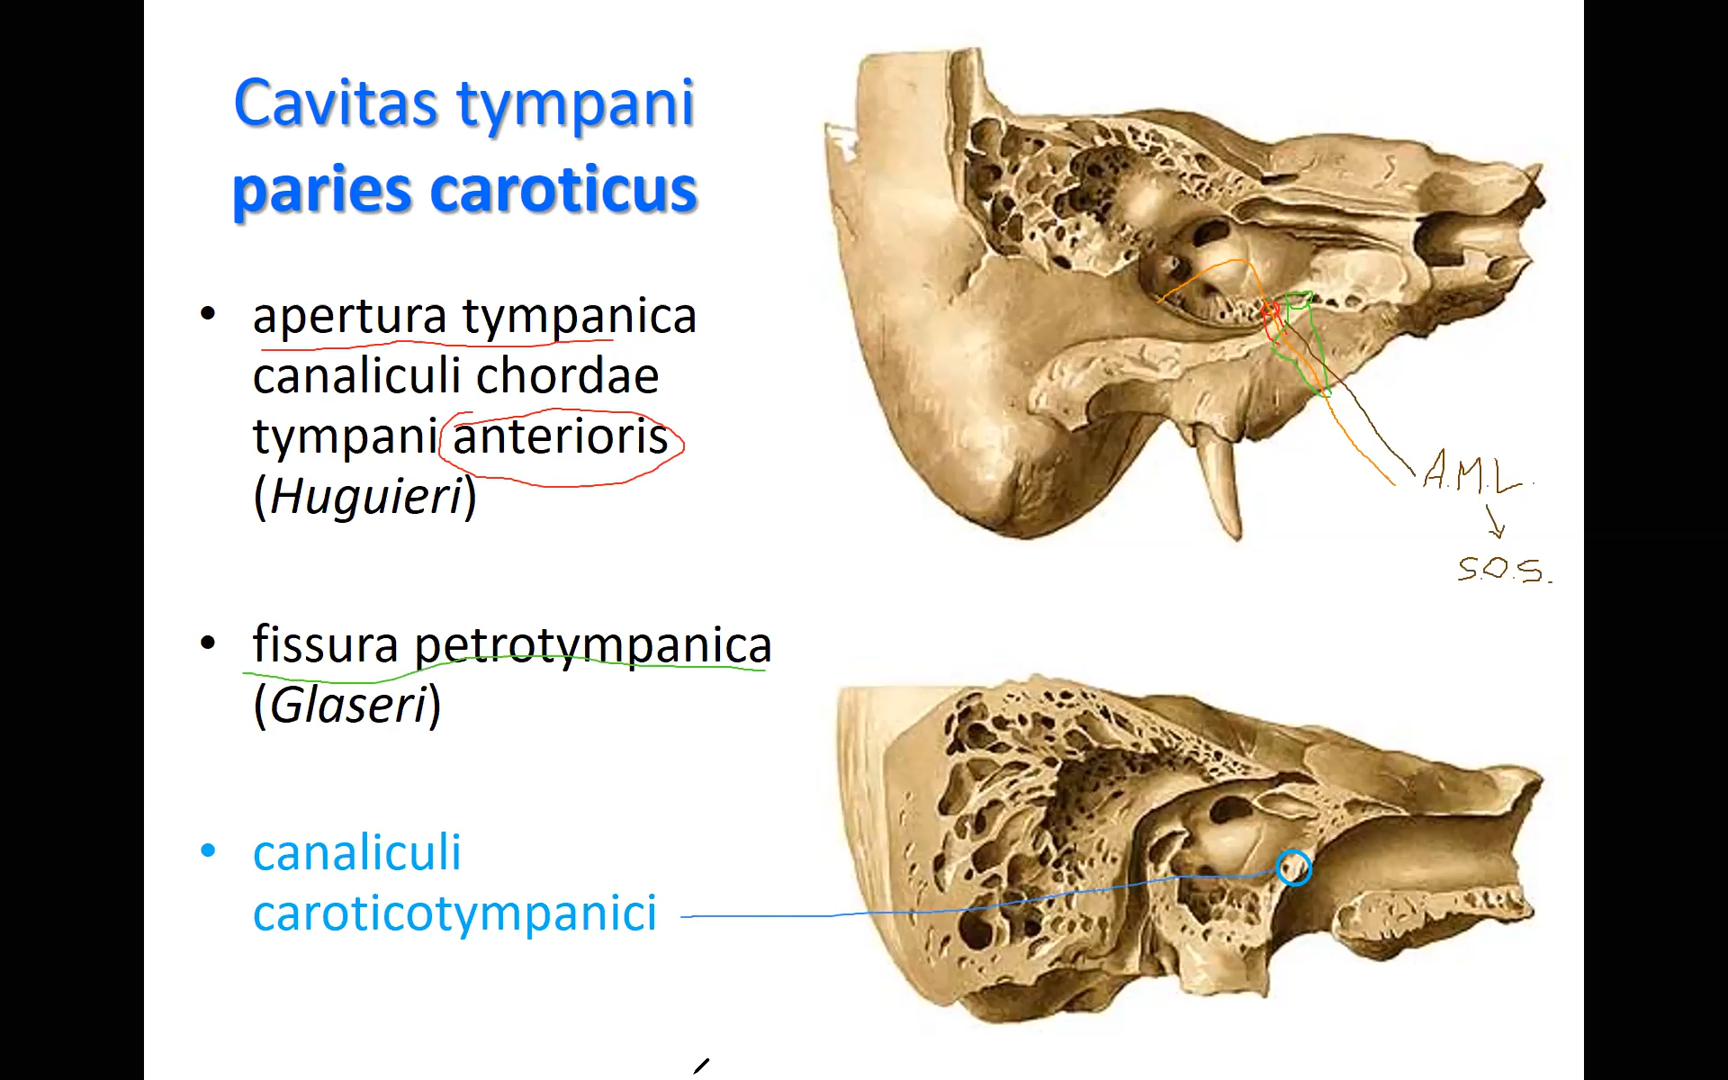 Cavitas tympani
paries caroticus
• apertura tympanica
canaliculi chordae
tympani anterioris
(Huguieri)
• fissura petrotympanica
(Glaseri)
• canaliculi
caroticotympanici
A.M.L.
S.O.S.